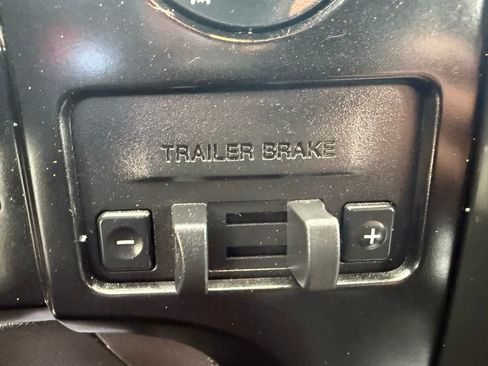 TRAILER BRAKE
- +